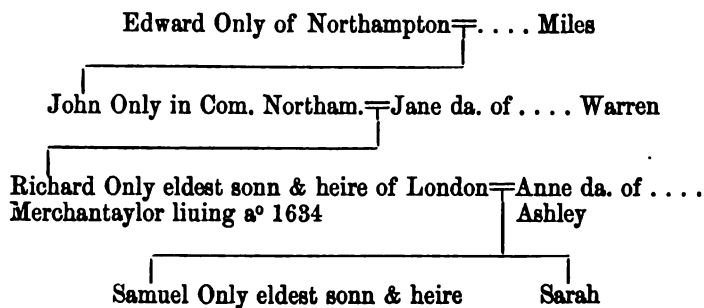 Edward Only of Northampton=.... Miles
John Only in Com. Northam.=Jane da. of .... Warren
Richard Only eldest sonn & heire of London=Anne da. of ....
Merchantaylor liuing aº 1634 Ashley
Samuel Only eldest sonn & heire Sarah